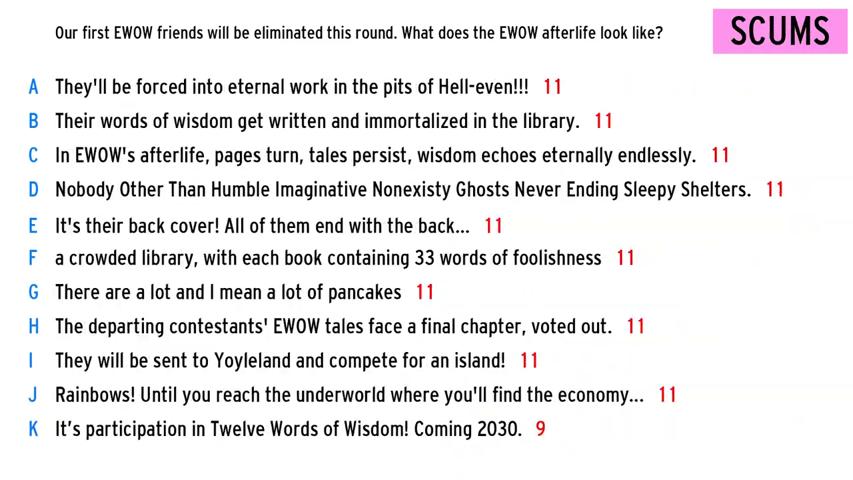 Our first EWOW friends will be eliminated this round. What does the EWOW afterlife look like?
SCUMS
A They'll be forced into eternal work in the pits of Hell-even!!! 11
B Their words of wisdom get written and immortalized in the library. 11
C In EWOW's afterlife, pages turn, tales persist, wisdom echoes eternally endlessly. 11
D Nobody Other Than Humble Imaginative Nonexisty Ghosts Never Ending Sleepy Shelters. 11
E It's their back cover! All of them end with the back... 11
F a crowded library, with each book containing 33 words of foolishness 11
G There are a lot and I mean a lot of pancakes 11
H The departing contestants' EWOW tales face a final chapter, voted out. 11
I They will be sent to Yoyleland and compete for an island! 11
J Rainbows! Until you reach the underworld where you'll find the economy... 11
K It’s participation in Twelve Words of Wisdom! Coming 2030. 9